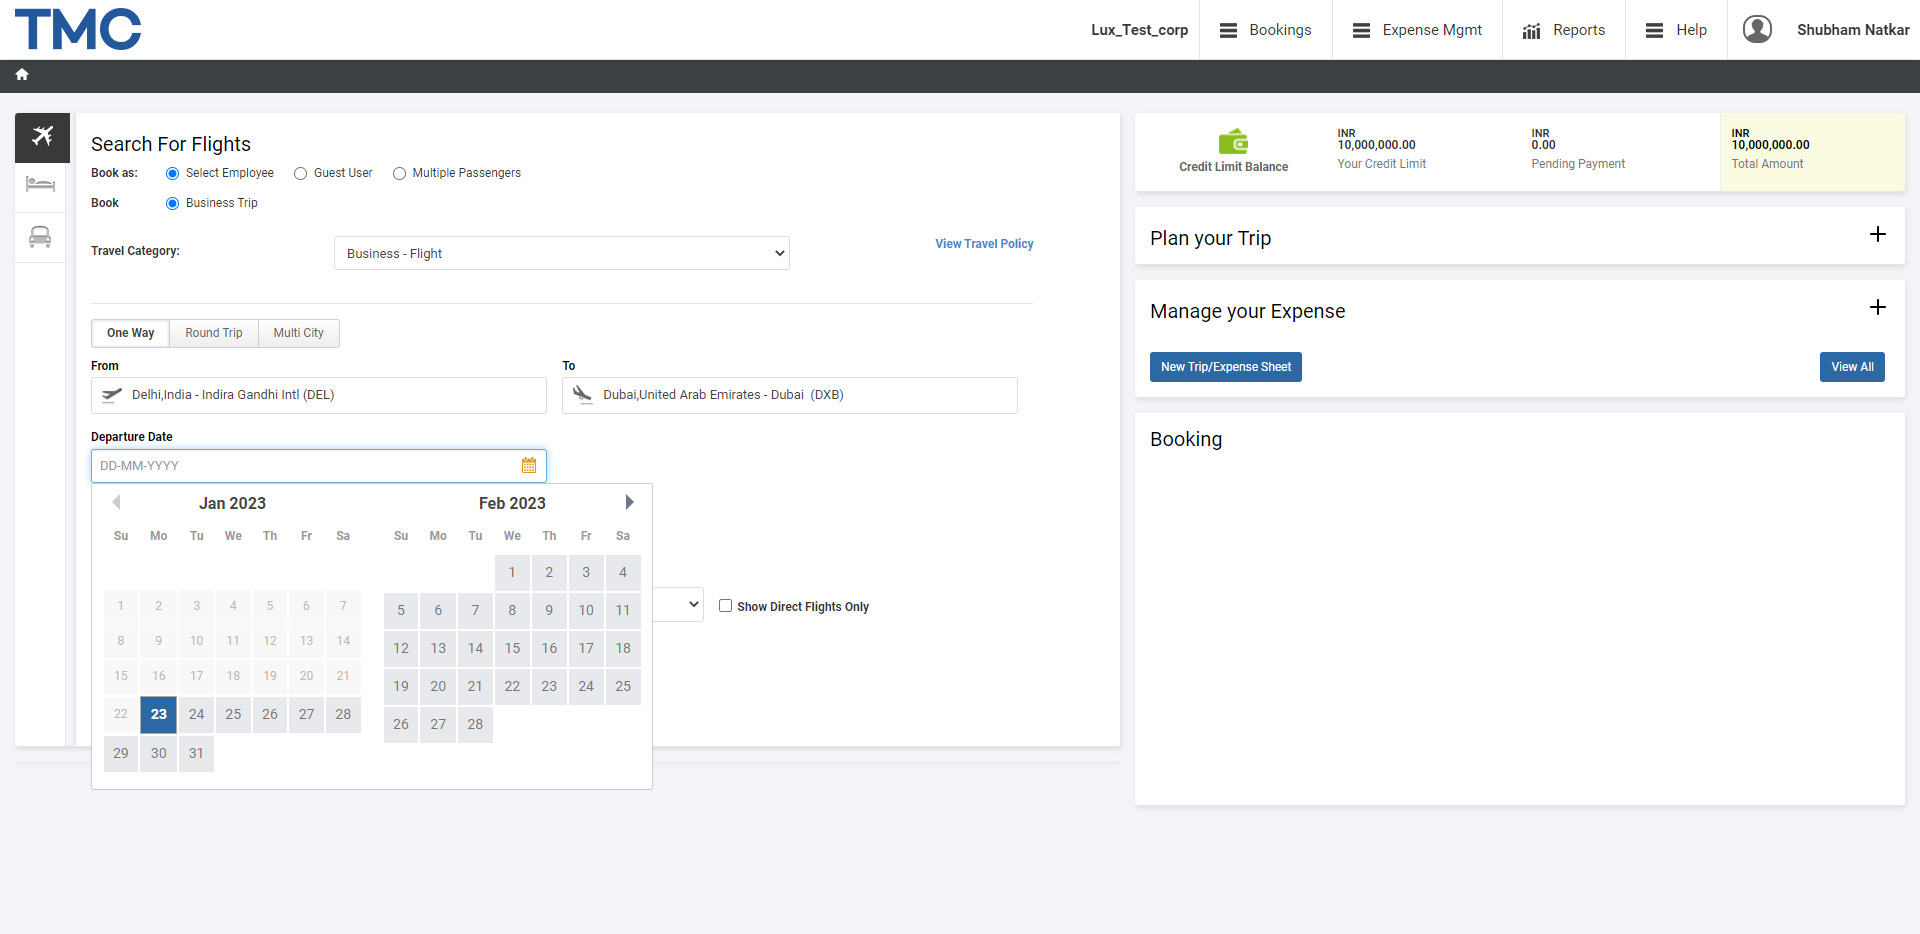 TMC
Lux_Test_corp
Bookings
Expense Mgmt
Reports
Help
Shubham Natkar
Search For Flights
Book as: Select Employee Guest User Multiple Passengers
Book Business Trip
Travel Category: Business - Flight View Travel Policy
One Way Round Trip Multi City
From To
Delhi,India - Indira Gandhi Intl (DEL) Dubai,United Arab Emirates - Dubai (DXB)
Departure Date
DD-MM-YYYY
Jan 2023
Su Mo Tu We Th Fr Sa
1 2 3 4 5 6 7
8 9 10 11 12 13 14
15 16 17 18 19 20 21
22 23 24 25 26 27 28
29 30 31
Feb 2023
Su Mo Tu We Th Fr Sa
1 2 3 4
5 6 7 8 9 10 11
12 13 14 15 16 17 18
19 20 21 22 23 24 25
26 27 28
Show Direct Flights Only
Credit Limit Balance
INR
10,000,000.00
Your Credit Limit
INR
0.00
Pending Payment
INR
10,000,000.00
Total Amount
Plan your Trip
Manage your Expense
New Trip/Expense Sheet View All
Booking